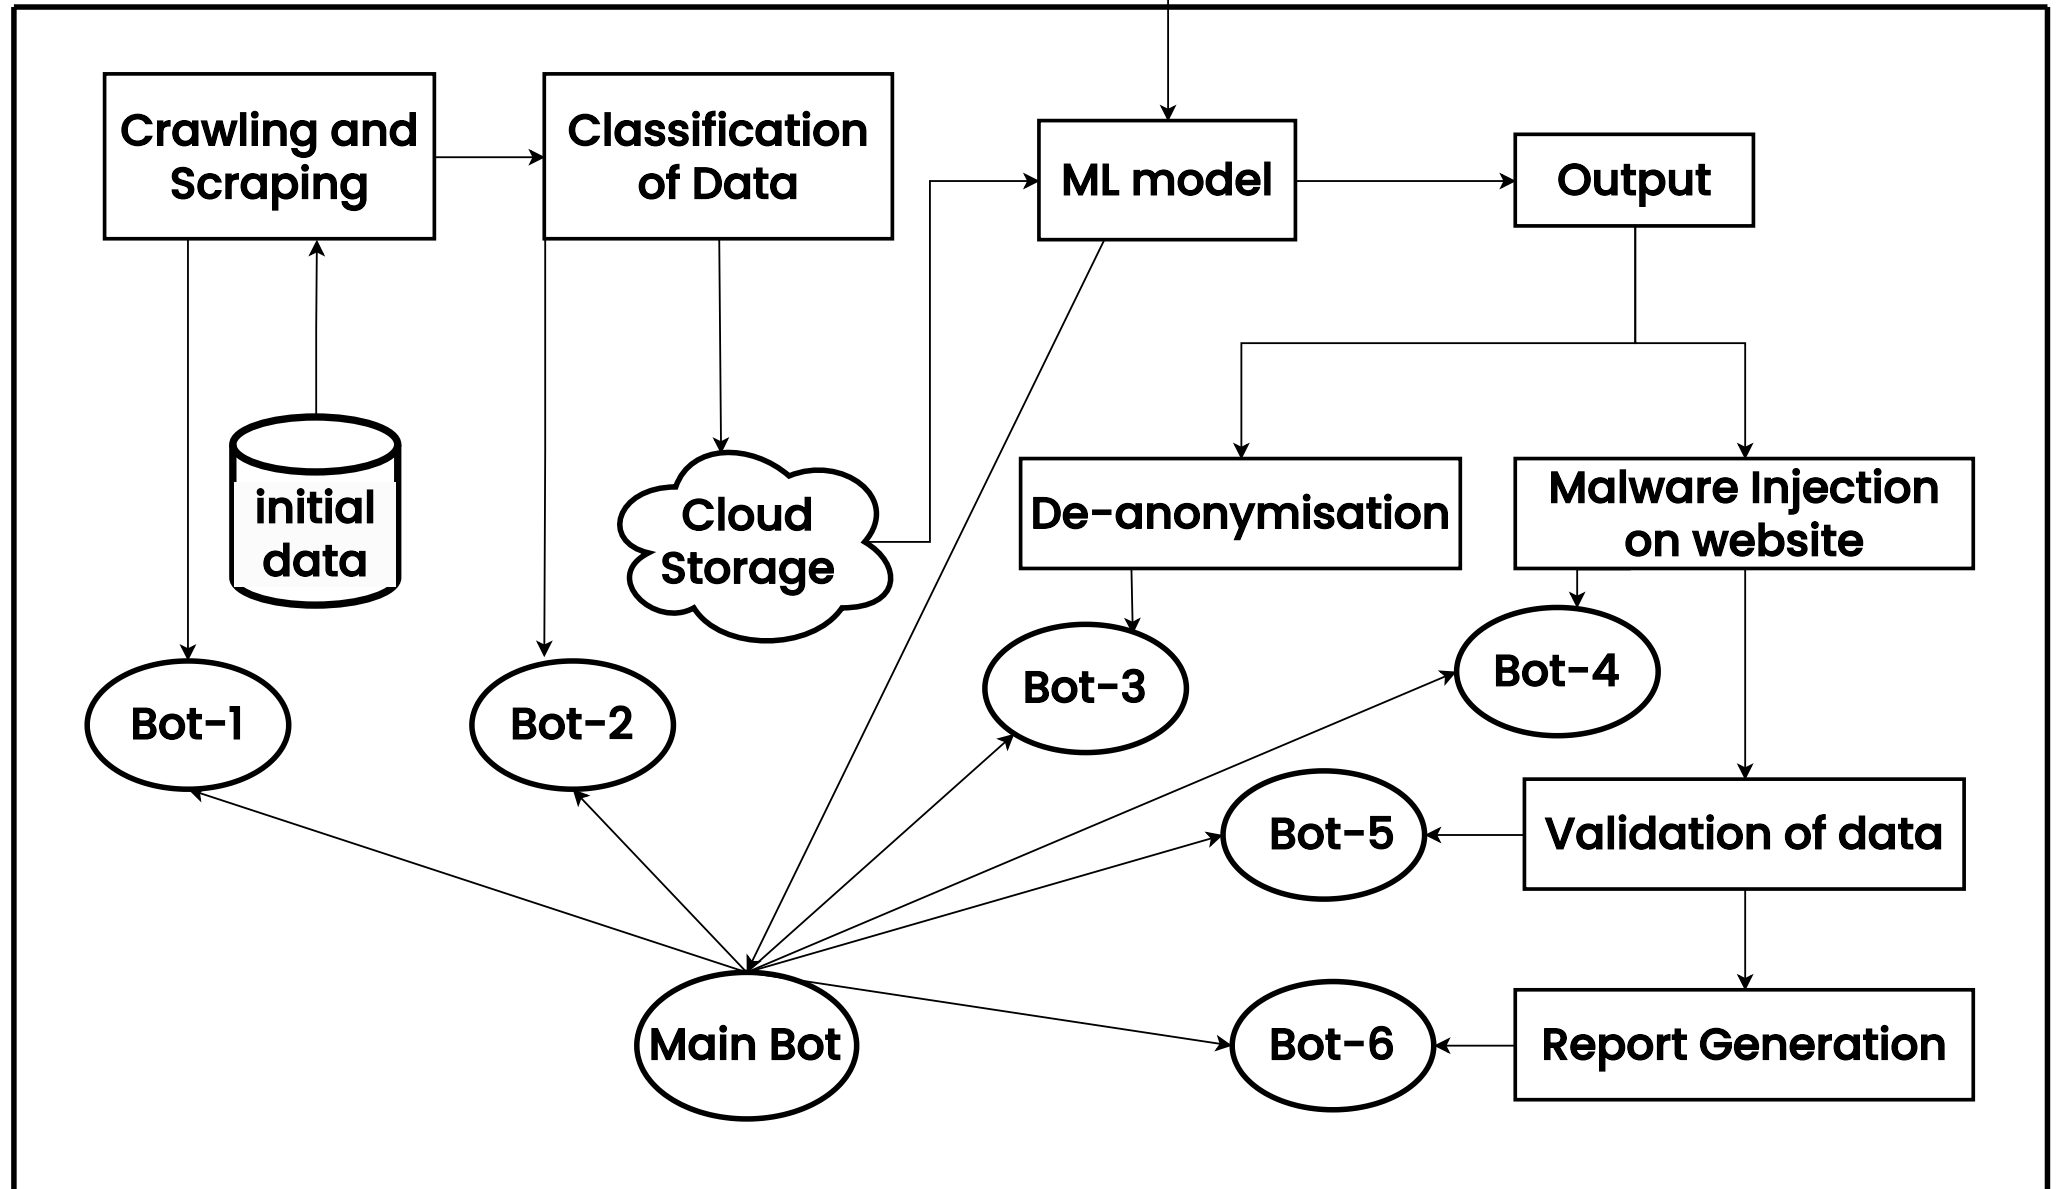 Crawling and
Scraping
Classification
of Data
ML model
Output
initial
data
Cloud
Storage
De-anonymisation
Malware Injection
on website
Bot-1
Bot-2
Bot-3
Bot-4
Bot-5
Validation of data
Main Bot
Bot-6
Report Generation